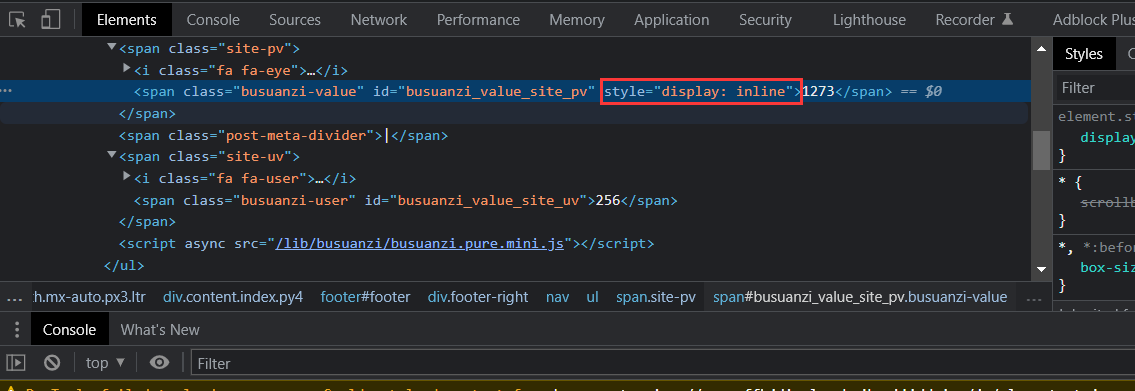 Elements Console Sources Network Performance Memory Application Security Lighthouse Recorder Adblock Plus
<span class="site-pv"> Styles
<i class="fa fa-eye">…</i>
Filter
… <span class="busuanzi-value" id="busuanzi_value_site_pv" style="display: inline">1273</span> == $0
</span> element.st
<span class="post-meta-divider">|</span> display
<span class="site-uv"> }
<i class="fa fa-user">…</i> * {
<span class="busuanzi-user" id="busuanzi_value_site_uv">256</span> scrollb
</span> }
<script async src="/lib/busuanzi/busuanzi.pure.mini.js"></script> *, *:befor
</ul> box-siz
}
… th.mx-auto.px3.ltr div.content.index.py4 footer#footer div.footer-right nav ul span.site-pv span#busuanzi_value_site_pv.busuanzi-value …
Console What's New
top ▼ Filter